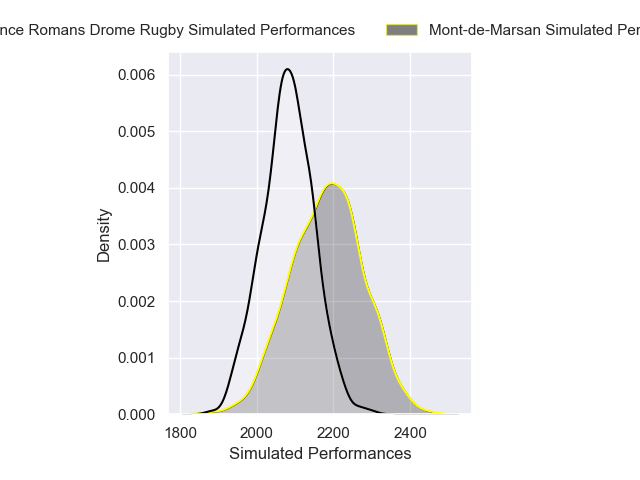 nce Romans Drome Rugby Simulated Performances
Mont-de-Marsan Simulated Per
0.006
0.005
0.004
0.003
0.002
0.001
0.000
Density
1800 2000 2200 2400
Simulated Performances